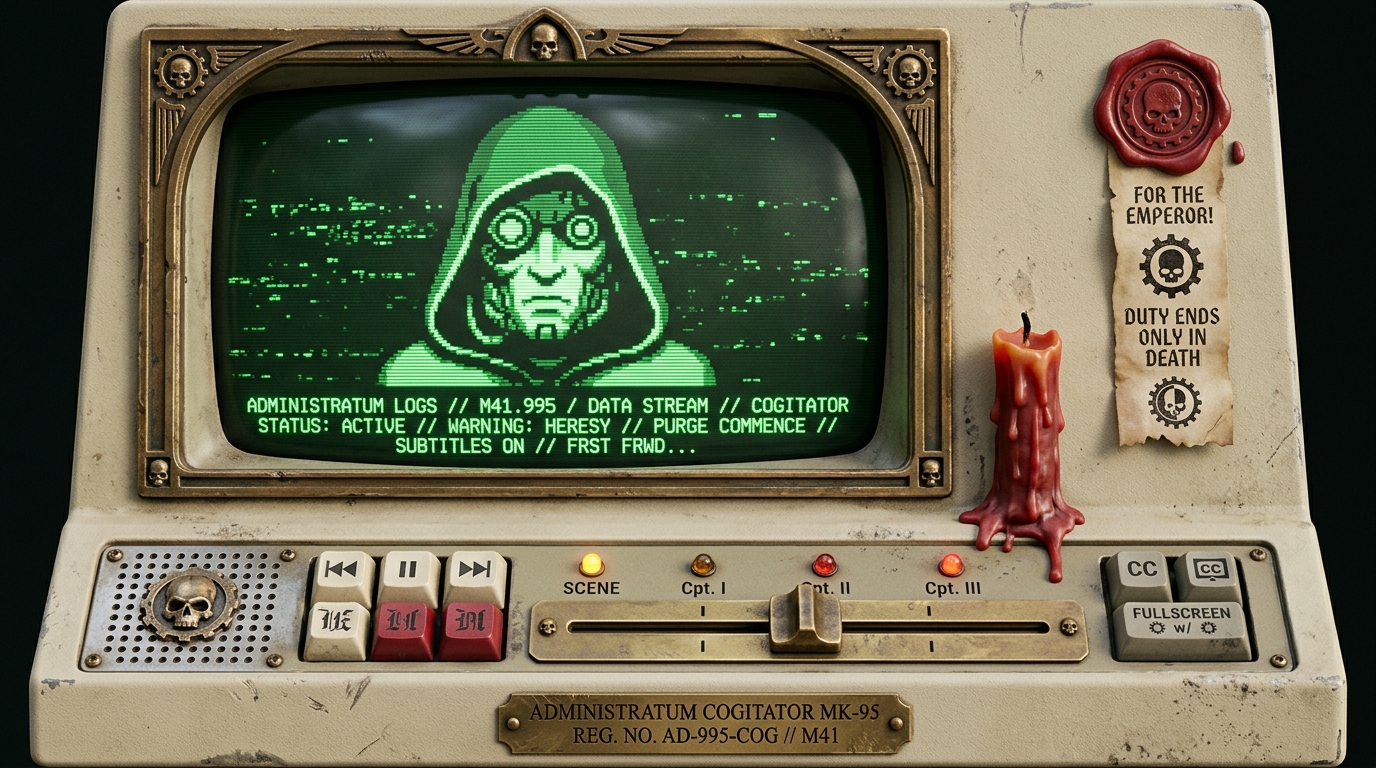 ADMINISTRATUM LOGS // M41.995 / DATA STREAM // COGITATOR
STATUS: ACTIVE // WARNING: HERESY // PURGE COMMENCE //
SUBTITLES ON // FRST FRWD...
FOR THE
EMPEROR!
DUTY ENDS
ONLY IN
DEATH
SCENE
Cpt. I
pt. II
Cpt. III
CC
CC
FULLSCREEN
w/
ADMINISTRATUM COGITATOR MK-95
REG. NO. AD-995-COG // M41